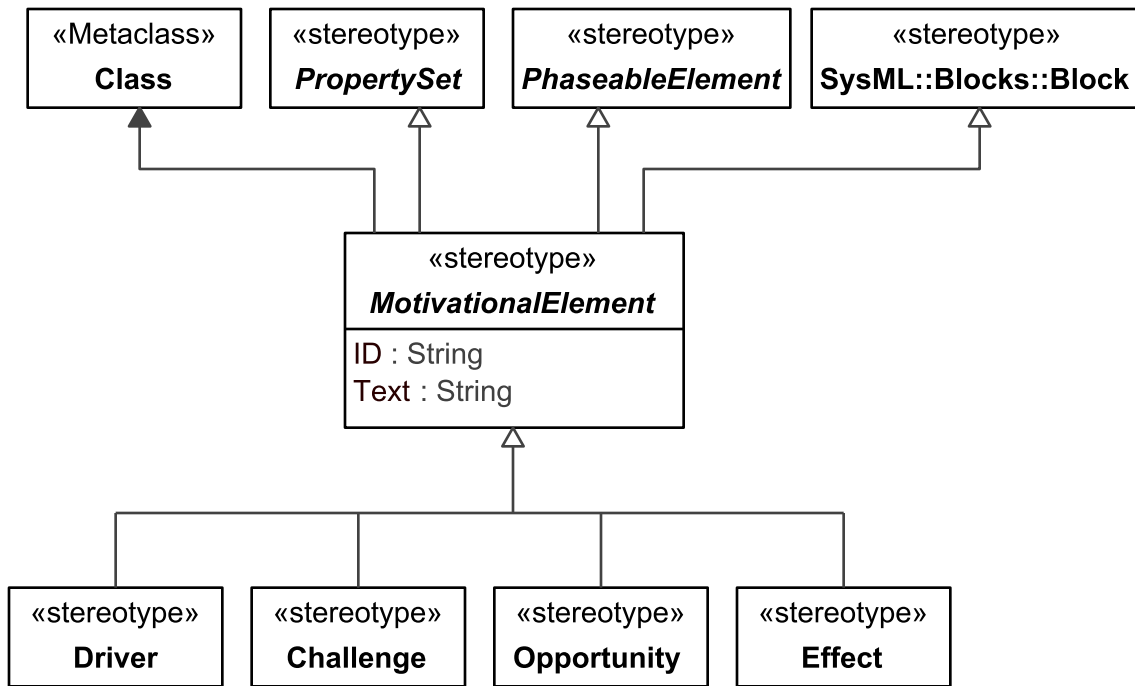 «Metaclass»
Class
«stereotype»
PropertySet
«stereotype»
PhaseableElement
«stereotype»
SysML::Blocks::Block
«stereotype»
MotivationalElement
ID : String
Text : String
«stereotype»
Driver
«stereotype»
Challenge
«stereotype»
Opportunity
«stereotype»
Effect